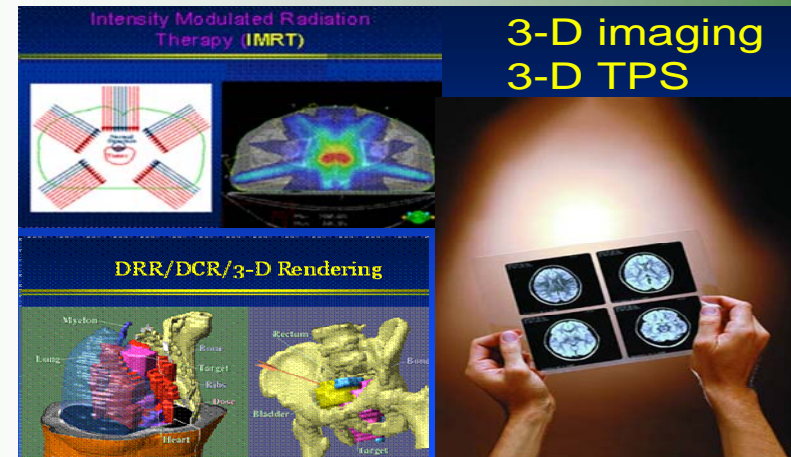 Intensity Modulated Radiation
Therapy (IMRT)
3-D imaging
3-D TPS
DRR/DCR/3-D Rendering
Myelon
Lung
Bone
Target
Ribs
Dose
Heart
Rectum
Bone
Bladder
Target